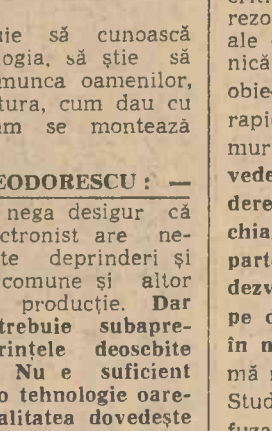 să cunoască
ogia, să știe să
munca oamenilor,
tura, cum dau cu
se montează
EODORESCU: —
nega desigur că
ctronist are ne-
te deprinderi și
comune și altor
producție. Dar
trebuie subapre-
rințele deosebite
Nu e suficient
o tehnologie oare-
alitatea dovedește
rezo
ale
nică
obie
rapi
mur
vede
dere
chia
part
dezv
pe
în
mă
Stud